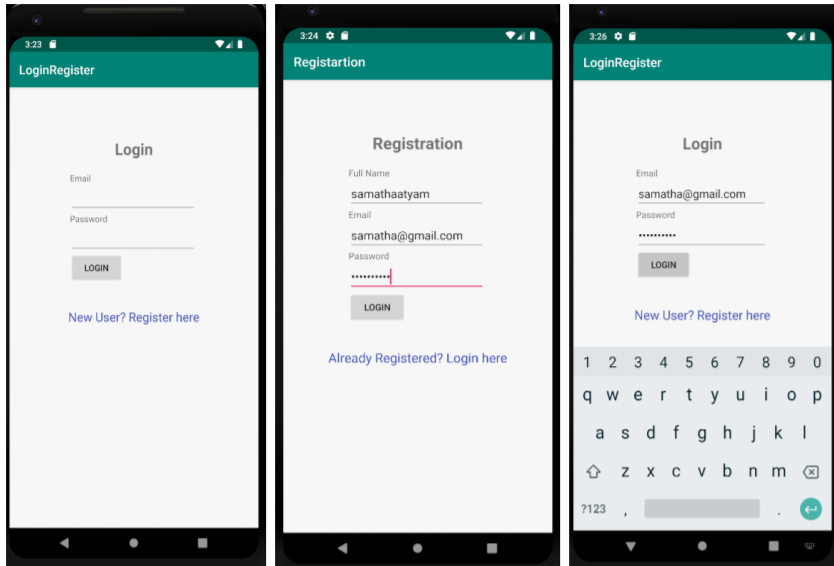 3:23
LoginRegister
Login
Email
Password
LOGIN
New User? Register here
3:24
Registartion
Registration
Full Name
samathaatyam
Email
samatha@gmail.com
Password
••••••••••
LOGIN
Already Registered? Login here
3:26
LoginRegister
Login
Email
samatha@gmail.com
Password
••••••••••
LOGIN
New User? Register here
1 2 3 4 5 6 7 8 9 0
q w e r t y u i o p
a s d f g h j k l
z x c v b n m
?123 , .